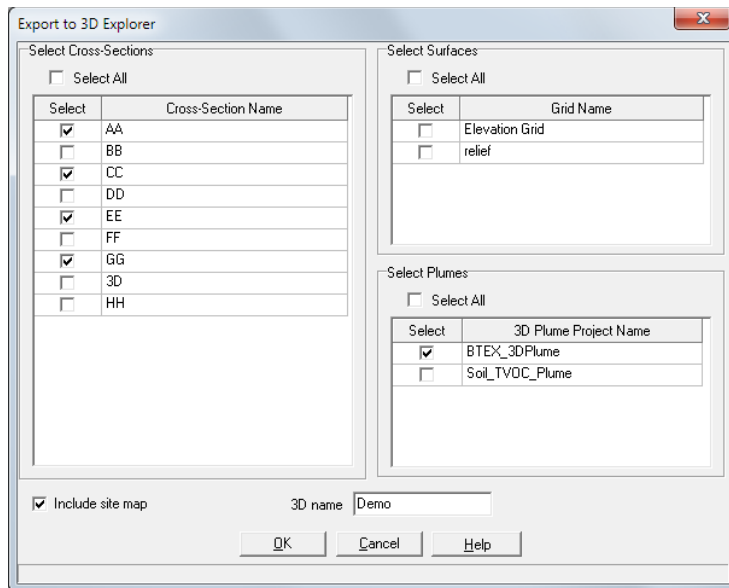 Export to 3D Explorer
Select Cross-Sections
Select All
Select Cross-Section Name
AA
BB
CC
DD
EE
FF
GG
3D
HH
Select Surfaces
Select All
Select Grid Name
Elevation Grid
relief
Select Plumes
Select All
Select 3D Plume Project Name
BTEX_3DPlume
Soil_TVOC_Plume
Include site map 3D name Demo
OK Cancel Help